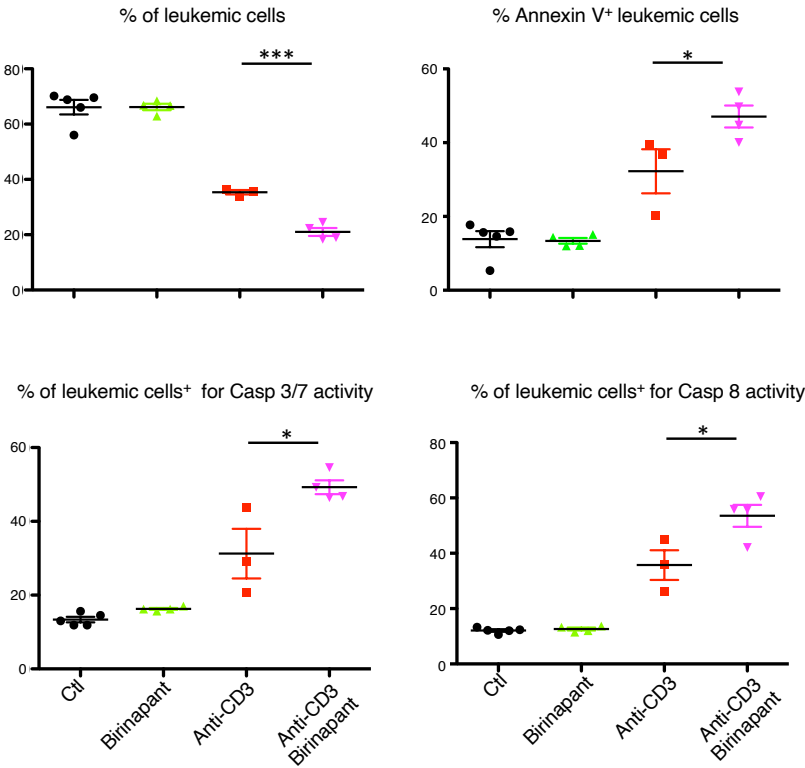 % of leukemic cells
***
80
60
40
20
0
% Annexin V⁺ leukemic cells
*
60
40
20
0
% of leukemic cells⁺ for Casp 3/7 activity
*
60
40
20
0
Ctl
Birinapant
Anti-CD3
Anti-CD3
Birinapant
% of leukemic cells⁺ for Casp 8 activity
*
80
60
40
20
0
Ctl
Birinapant
Anti-CD3
Anti-CD3
Birinapant